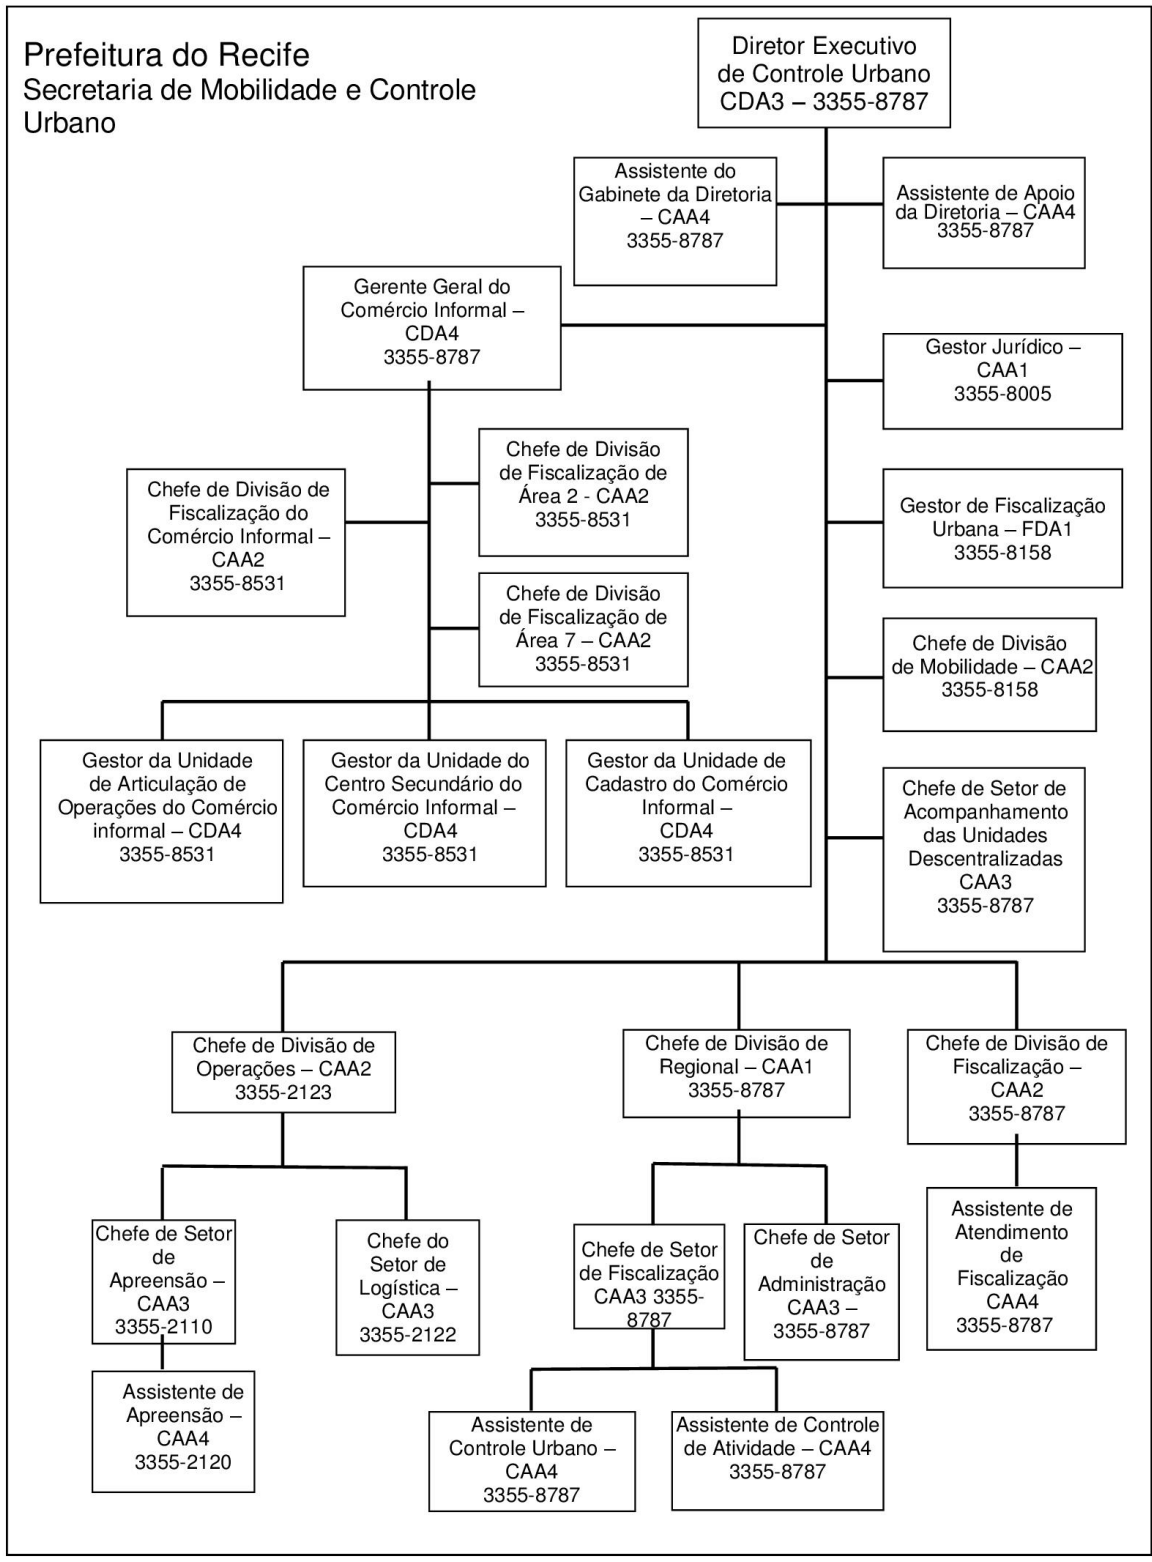 Prefeitura do Recife
Secretaria de Mobilidade e Controle
Urbano
Diretor Executivo
de Controle Urbano
CDA3 – 3355-8787
Assistente do
Gabinete da Diretoria
– CAA4
3355-8787
Assistente de Apoio
da Diretoria – CAA4
3355-8787
Gerente Geral do
Comércio Informal –
CDA4
3355-8787
Gestor Jurídico –
CAA1
3355-8005
Chefe de Divisão
de Fiscalização de
Área 2 - CAA2
3355-8531
Chefe de Divisão de
Fiscalização do
Comércio Informal –
CAA2
3355-8531
Gestor de Fiscalização
Urbana – FDA1
3355-8158
Chefe de Divisão
de Fiscalização de
Área 7 – CAA2
3355-8531
Chefe de Divisão
de Mobilidade – CAA2
3355-8158
Gestor da Unidade
de Articulação de
Operações do Comércio
informal – CDA4
3355-8531
Gestor da Unidade do
Centro Secundário do
Comércio Informal –
CDA4
3355-8531
Gestor da Unidade de
Cadastro do Comércio
Informal –
CDA4
3355-8531
Chefe de Setor de
Acompanhamento
das Unidades
Descentralizadas
CAA3
3355-8787
Chefe de Divisão de
Operações – CAA2
3355-2123
Chefe de Divisão de
Regional – CAA1
3355-8787
Chefe de Divisão de
Fiscalização –
CAA2
3355-8787
Chefe de Setor
de
Apreensão –
CAA3
3355-2110
Chefe do
Setor de
Logística –
CAA3
3355-2122
Chefe de Setor
de Fiscalização
CAA3 3355-
8787
Chefe de Setor
de
Administração
CAA3 –
3355-8787
Assistente de
Atendimento
de
Fiscalização
CAA4
3355-8787
Assistente de
Apreensão –
CAA4
3355-2120
Assistente de
Controle Urbano –
CAA4
3355-8787
Assistente de Controle
de Atividade – CAA4
3355-8787